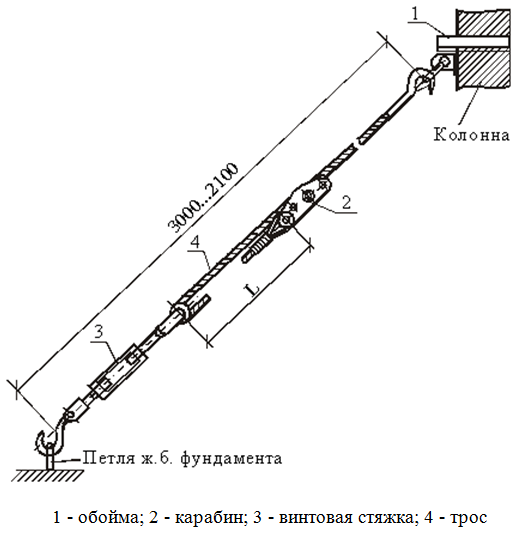 1
Колонна
3000...2100
2
4
L
3
Петля ж.б. фундамента
1 - обойма; 2 - карабин; 3 - винтовая стяжка; 4 - трос